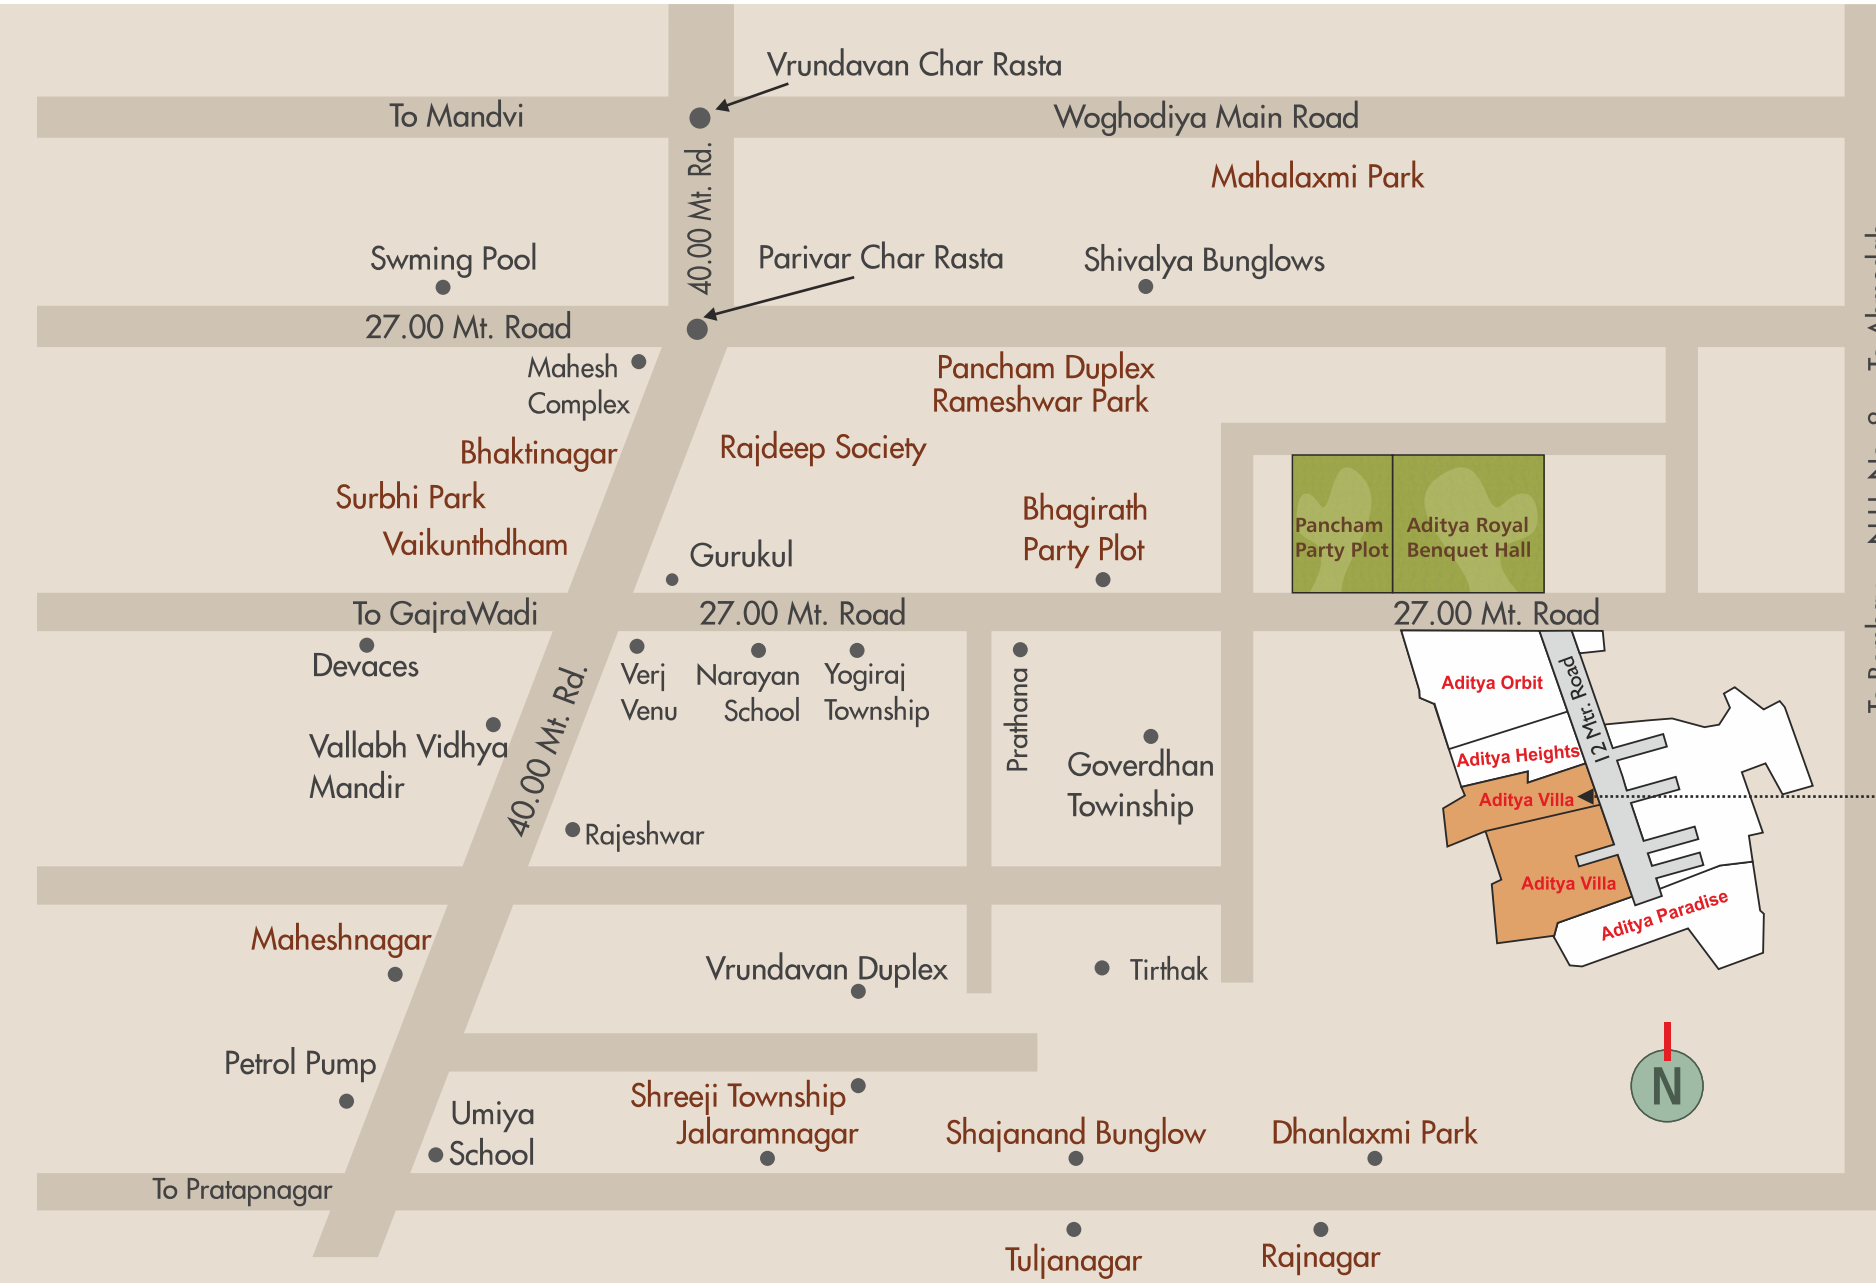 Vrundavan Char Rasta
To Mandvi
Woghodiya Main Road
40.00 Mt. Rd.
Mahalaxmi Park
Swming Pool
Parivar Char Rasta
Shivalya Bunglows
27.00 Mt. Road
Mahesh
Complex
Pancham Duplex
Rameshwar Park
Bhaktinagar
Rajdeep Society
Surbhi Park
Vaikunthdham
Bhagirath
Party Plot
Gurukul
Pancham
Party Plot
Aditya Royal
Benquet Hall
To GajraWadi
27.00 Mt. Road
27.00 Mt. Road
Devaces
Verj
Venu
Narayan
School
Yogiraj
Township
Prathana
Goverdhan
Towinship
Vallabh Vidhya
Mandir
40.00 Mt. Rd.
Rajeshwar
Aditya Orbit
12 Mtr. Road
Aditya Heights
Aditya Villa
Aditya Villa
Aditya Paradise
Maheshnagar
Vrundavan Duplex
Tirthak
Petrol Pump
N
Umiya
School
Shreeji Township
Jalaramnagar
Shajanand Bunglow
Dhanlaxmi Park
To Pratapnagar
Tuljanagar
Rajnagar